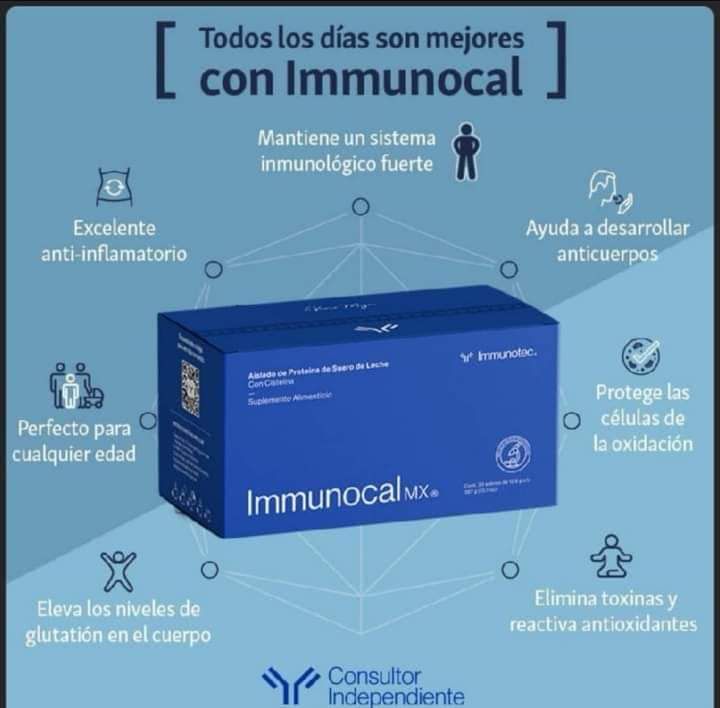 Todos los días son mejores
con Immunocal
Mantiene un sistema
inmunológico fuerte
Excelente
anti-inflamatorio
Ayuda a desarrollar
anticuerpos
Aislado de Proteína de Suero de Leche
Con Cisteína
Suplemento Alimenticio
Immunotec
Perfecto para
cualquier edad
Protege las
células de
la oxidación
Immunocal MX®
Eleva los niveles de
glutatión en el cuerpo
Elimina toxinas y
reactiva antioxidantes
Consultor
Independiente